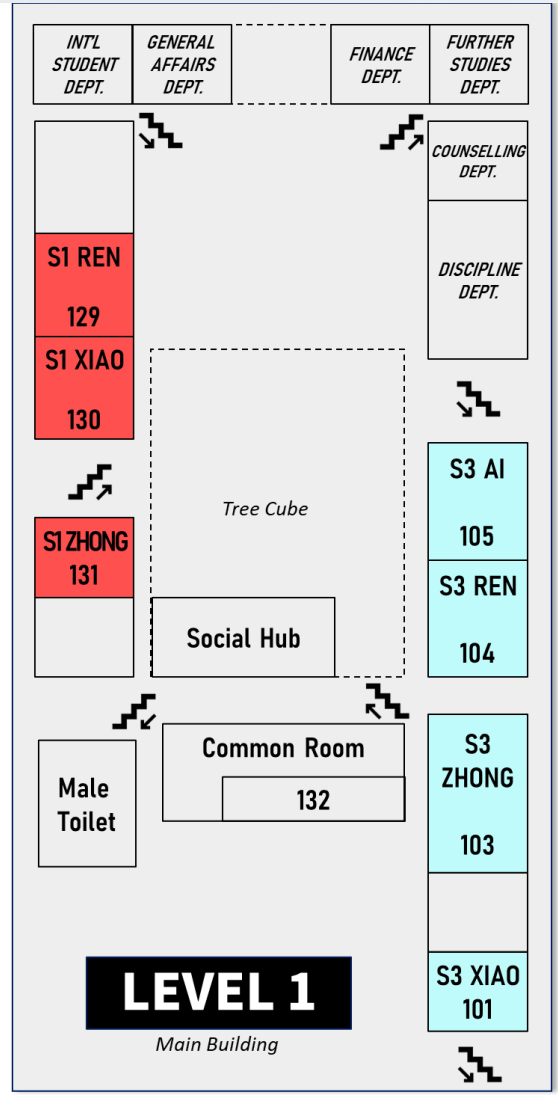 INT'L
STUDENT
DEPT.
GENERAL
AFFAIRS
DEPT.
FINANCE
DEPT.
FURTHER
STUDIES
DEPT.
COUNSELLING
DEPT.
DISCIPLINE
DEPT.
S1 REN
129
S1 XIAO
130
S1 ZHONG
131
Tree Cube
Social Hub
S3 AI
105
S3 REN
104
Common Room
132
Male
Toilet
S3
ZHONG
103
S3 XIAO
101
LEVEL 1
Main Building